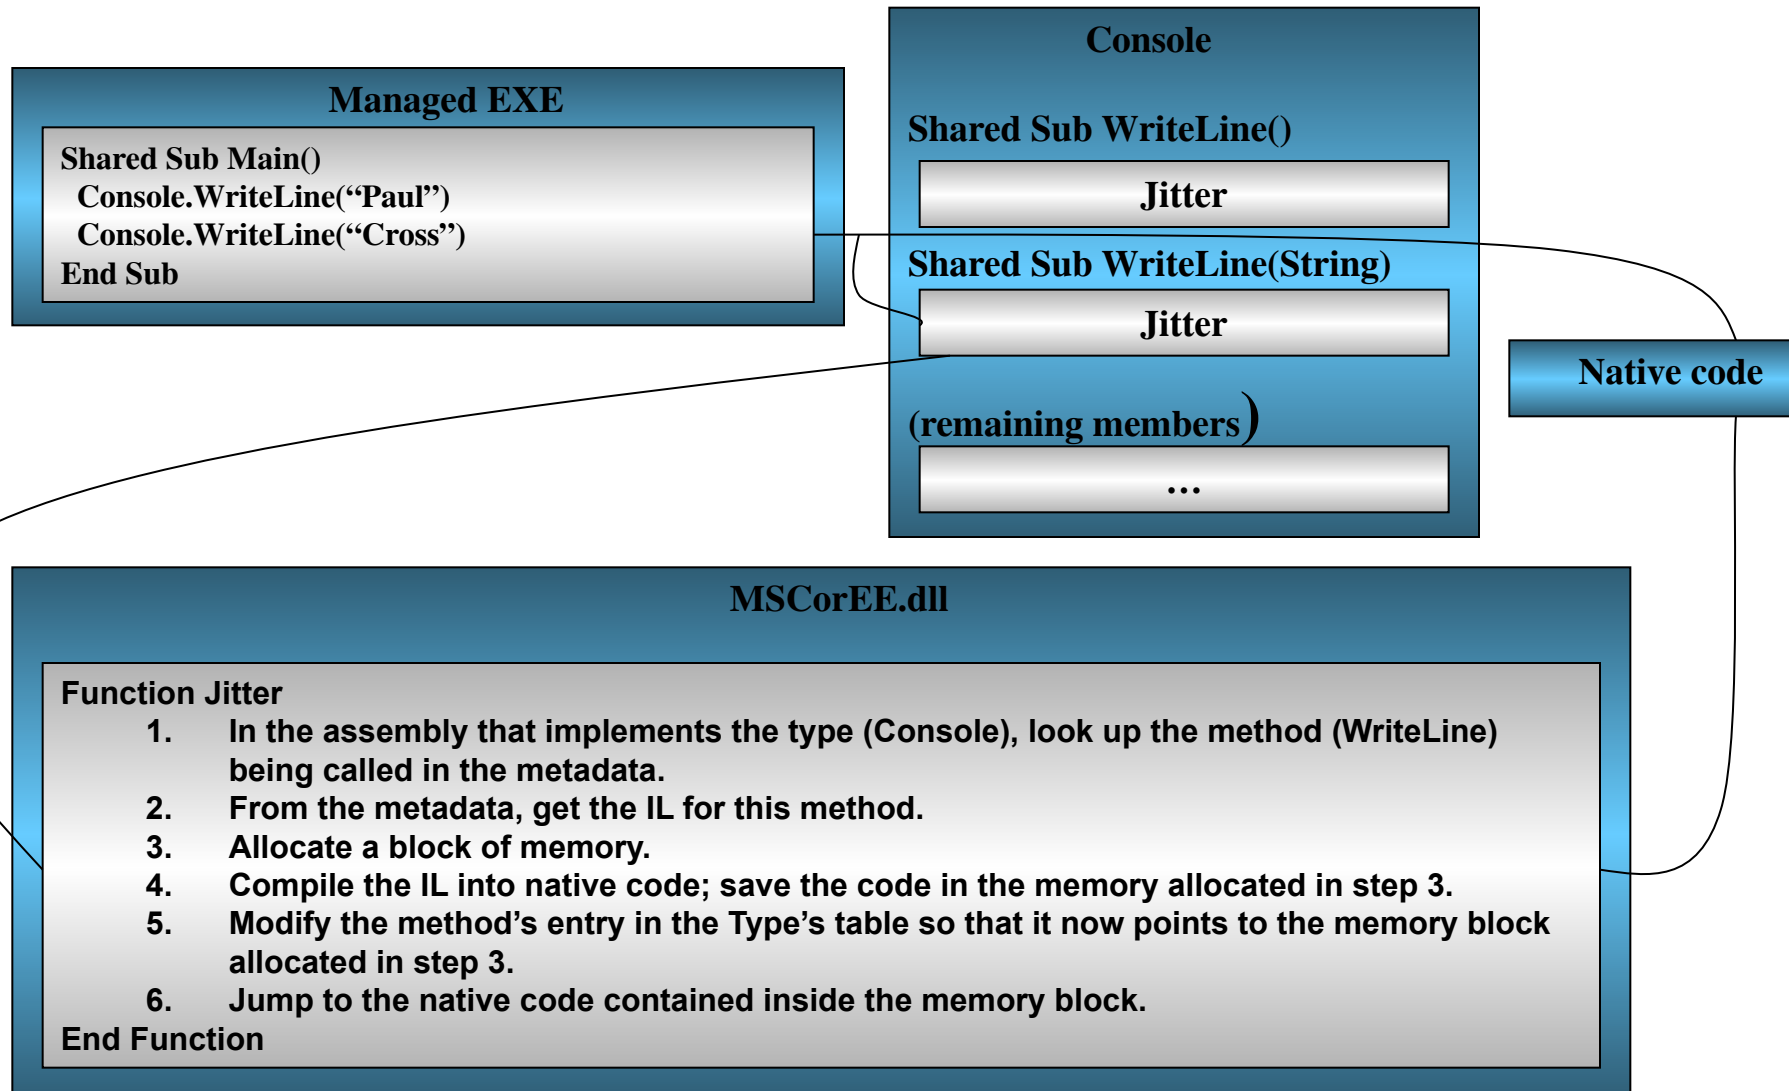 Managed EXE
Shared Sub Main()
Console.WriteLine(“Paul”)
Console.WriteLine(“Cross”)
End Sub
Console
Shared Sub WriteLine()
Jitter
Shared Sub WriteLine(String)
Jitter
(remaining members)
…
Native code
MSCorEE.dll
Function Jitter
1. In the assembly that implements the type (Console), look up the method (WriteLine)
being called in the metadata.
2. From the metadata, get the IL for this method.
3. Allocate a block of memory.
4. Compile the IL into native code; save the code in the memory allocated in step 3.
5. Modify the method’s entry in the Type’s table so that it now points to the memory block
allocated in step 3.
6. Jump to the native code contained inside the memory block.
End Function